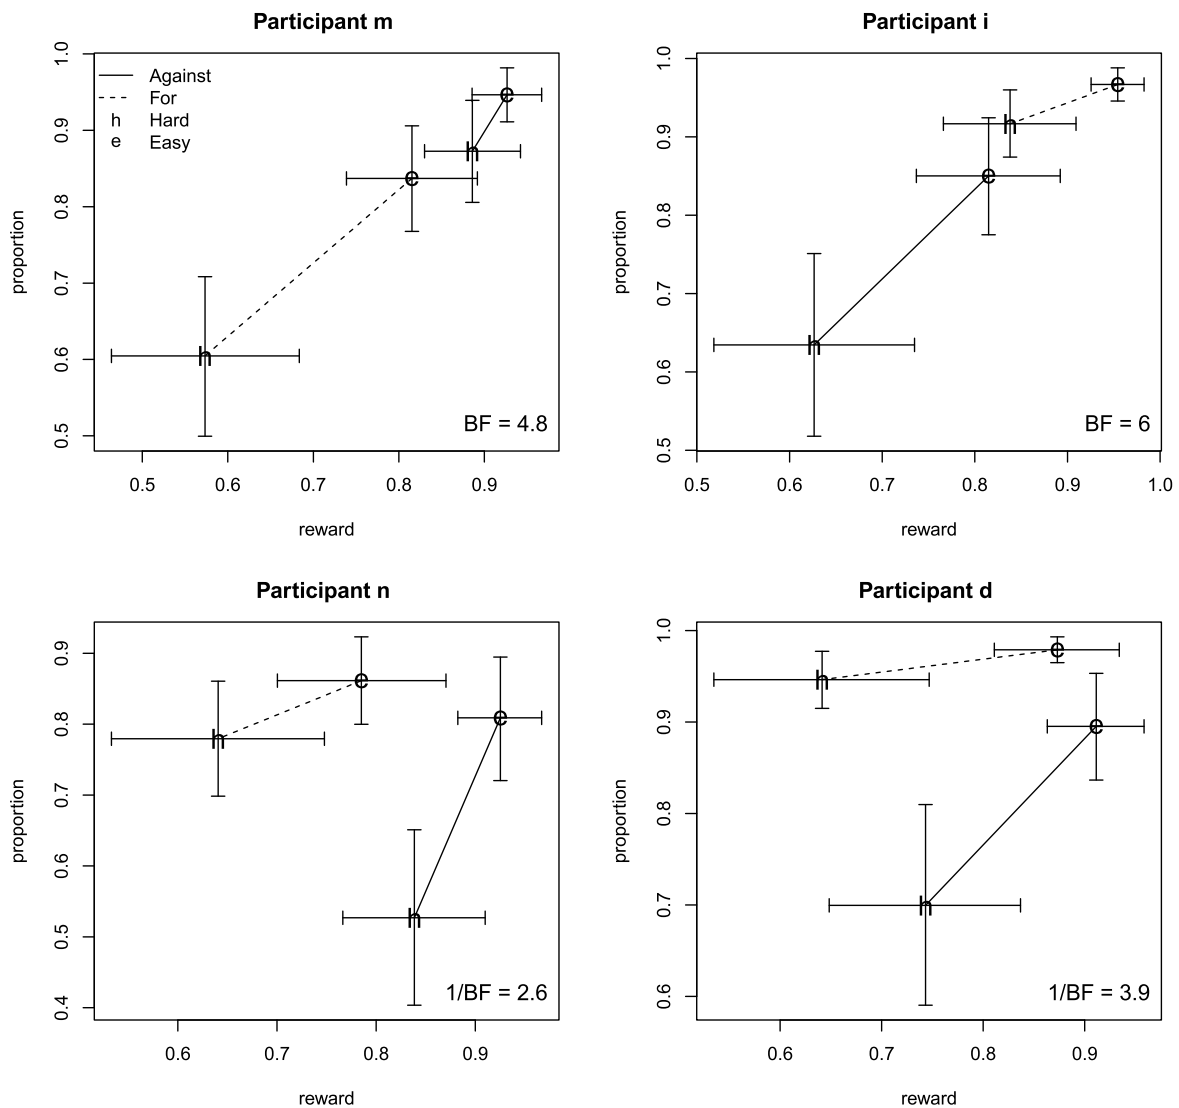 Participant m
1.0
0.9
0.8
0.7
0.6
0.5
proportion
Against
For
h Hard
e Easy
e
h
e
h
BF = 4.8
0.5 0.6 0.7 0.8 0.9
reward
Participant i
1.0
0.9
0.8
0.7
0.6
0.5
proportion
e
h
e
h
BF = 6
0.5 0.6 0.7 0.8 0.9 1.0
reward
Participant n
0.9
0.8
0.7
0.6
0.5
0.4
proportion
e
e
h
h
1/BF = 2.6
0.6 0.7 0.8 0.9
reward
Participant d
1.0
0.9
0.8
0.7
0.6
proportion
e
h
e
h
1/BF = 3.9
0.6 0.7 0.8 0.9
reward